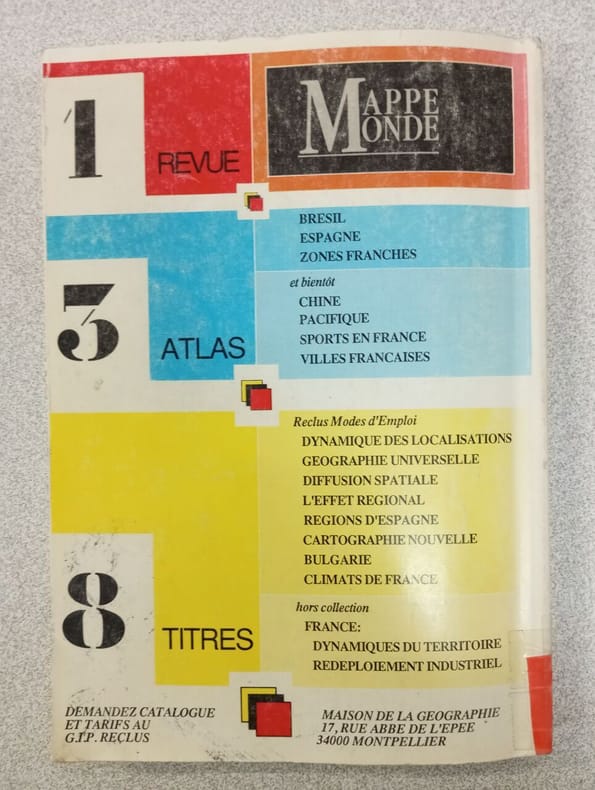 1
REVUE
MAPPE
MONDE
3
ATLAS
BRESIL
ESPAGNE
ZONES FRANCHES
et bientôt
CHINE
PACIFIQUE
SPORTS EN FRANCE
VILLES FRANCAISES
8
TITRES
Reclus Modes d'Emploi
DYNAMIQUE DES LOCALISATIONS
GEOGRAPHIE UNIVERSELLE
DIFFUSION SPATIALE
L'EFFET REGIONAL
REGIONS D'ESPAGNE
CARTOGRAPHIE NOUVELLE
BULGARIE
CLIMATS DE FRANCE
hors collection
FRANCE:
DYNAMIQUES DU TERRITOIRE
REDEPLOIEMENT INDUSTRIEL
DEMANDEZ CATALOGUE
ET TARIFS AU
G.I.P. RECLUS
MAISON DE LA GEOGRAPHIE
17, RUE ABBE DE L'EPEE
34000 MONTPELLIER